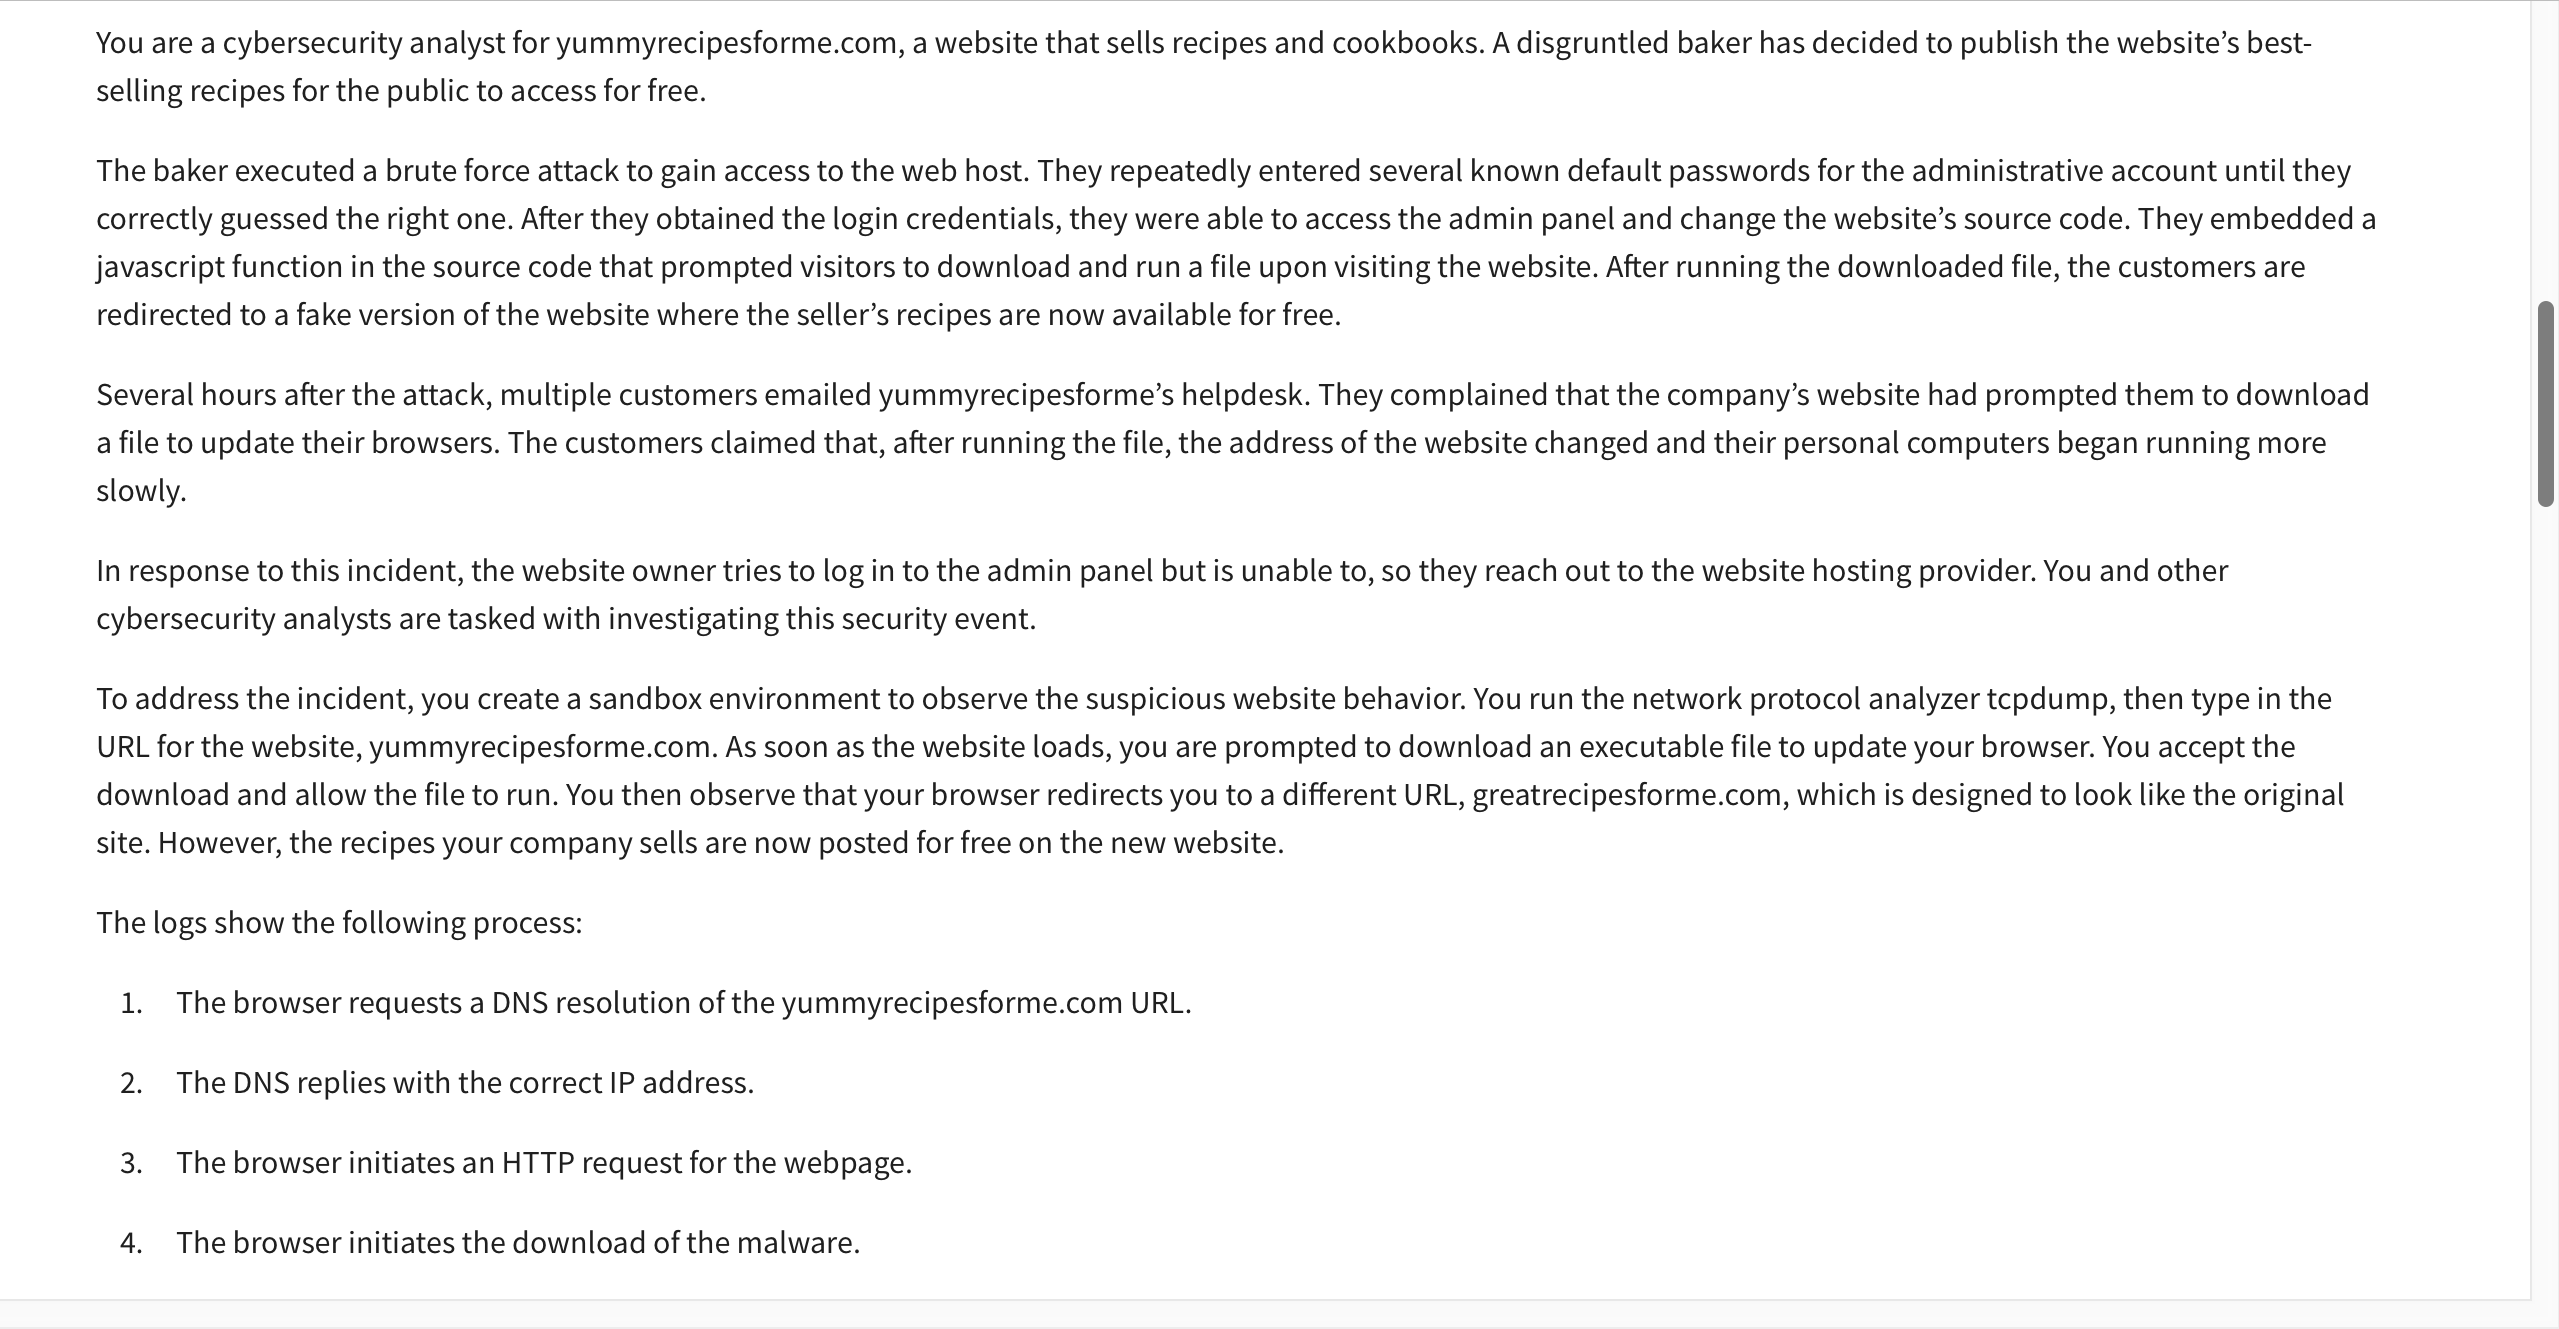 You are a cybersecurity analyst for yummyrecipesforme.com, a website that sells recipes and cookbooks. A disgruntled baker has decided to publish the website’s best-
selling recipes for the public to access for free.
The baker executed a brute force attack to gain access to the web host. They repeatedly entered several known default passwords for the administrative account until they
correctly guessed the right one. After they obtained the login credentials, they were able to access the admin panel and change the website’s source code. They embedded a
javascript function in the source code that prompted visitors to download and run a file upon visiting the website. After running the downloaded file, the customers are
redirected to a fake version of the website where the seller’s recipes are now available for free.
Several hours after the attack, multiple customers emailed yummyrecipesforme’s helpdesk. They complained that the company’s website had prompted them to download
a file to update their browsers. The customers claimed that, after running the file, the address of the website changed and their personal computers began running more
slowly.
In response to this incident, the website owner tries to log in to the admin panel but is unable to, so they reach out to the website hosting provider. You and other
cybersecurity analysts are tasked with investigating this security event.
To address the incident, you create a sandbox environment to observe the suspicious website behavior. You run the network protocol analyzer tcpdump, then type in the
URL for the website, yummyrecipesforme.com. As soon as the website loads, you are prompted to download an executable file to update your browser. You accept the
download and allow the file to run. You then observe that your browser redirects you to a different URL, greatrecipesforme.com, which is designed to look like the original
site. However, the recipes your company sells are now posted for free on the new website.
The logs show the following process:
1. The browser requests a DNS resolution of the yummyrecipesforme.com URL.
2. The DNS replies with the correct IP address.
3. The browser initiates an HTTP request for the webpage.
4. The browser initiates the download of the malware.